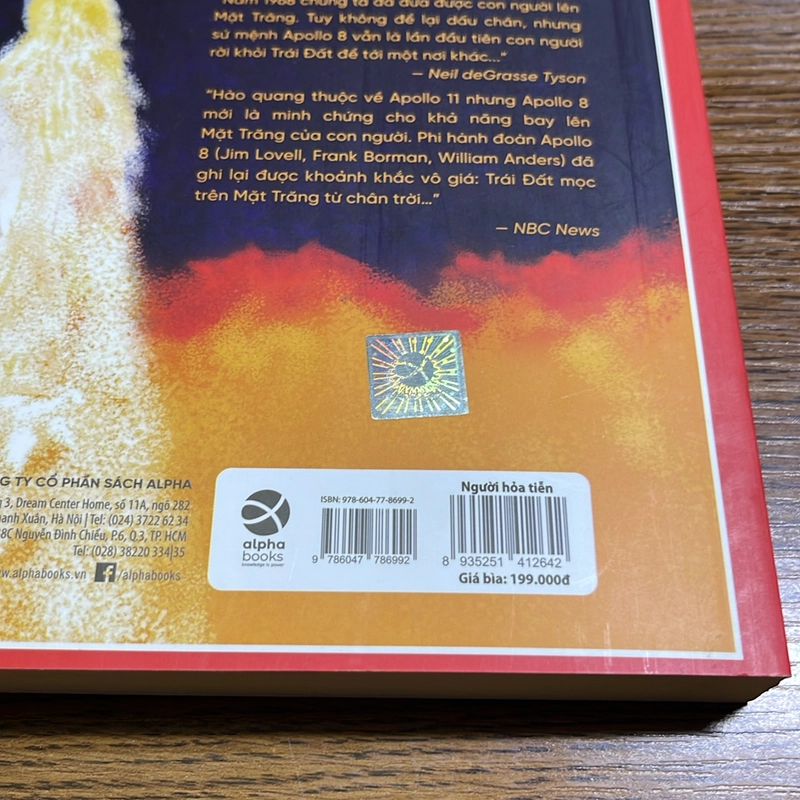 "Năm 1968 chúng ta đã đưa được con người lên
Mặt Trăng. Tuy không để lại dấu chân, nhưng
sứ mệnh Apollo 8 vẫn là lần đầu tiên con người
rời khỏi Trái Đất để tới một nơi khác..."
— Neil deGrasse Tyson
"Hào quang thuộc về Apollo 11 nhưng Apollo 8
mới là minh chứng cho khả năng bay lên
Mặt Trăng của con người. Phi hành đoàn Apollo
8 (Jim Lovell, Frank Borman, William Anders) đã
ghi lại được khoảnh khắc vô giá: Trái Đất mọc
trên Mặt Trăng từ chân trời..."
— NBC News
G TY CỔ PHẦN SÁCH ALPHA
3, Dream Center Home, số 11A, ngõ 282
anh Xuân, Hà Nội | Tel: (024) 3722 62 34
8C Nguyễn Đình Chiểu, P.6, Q.3, TP. HCM
Tel: (028) 38220 334|35
w.alphabooks.vn /alphabooks
alpha
books
knowledge is power
ISBN: 978-604-77-8699-2
9 786047 786992
Người hỏa tiễn
8 935251 412642
Giá bìa: 199.000đ